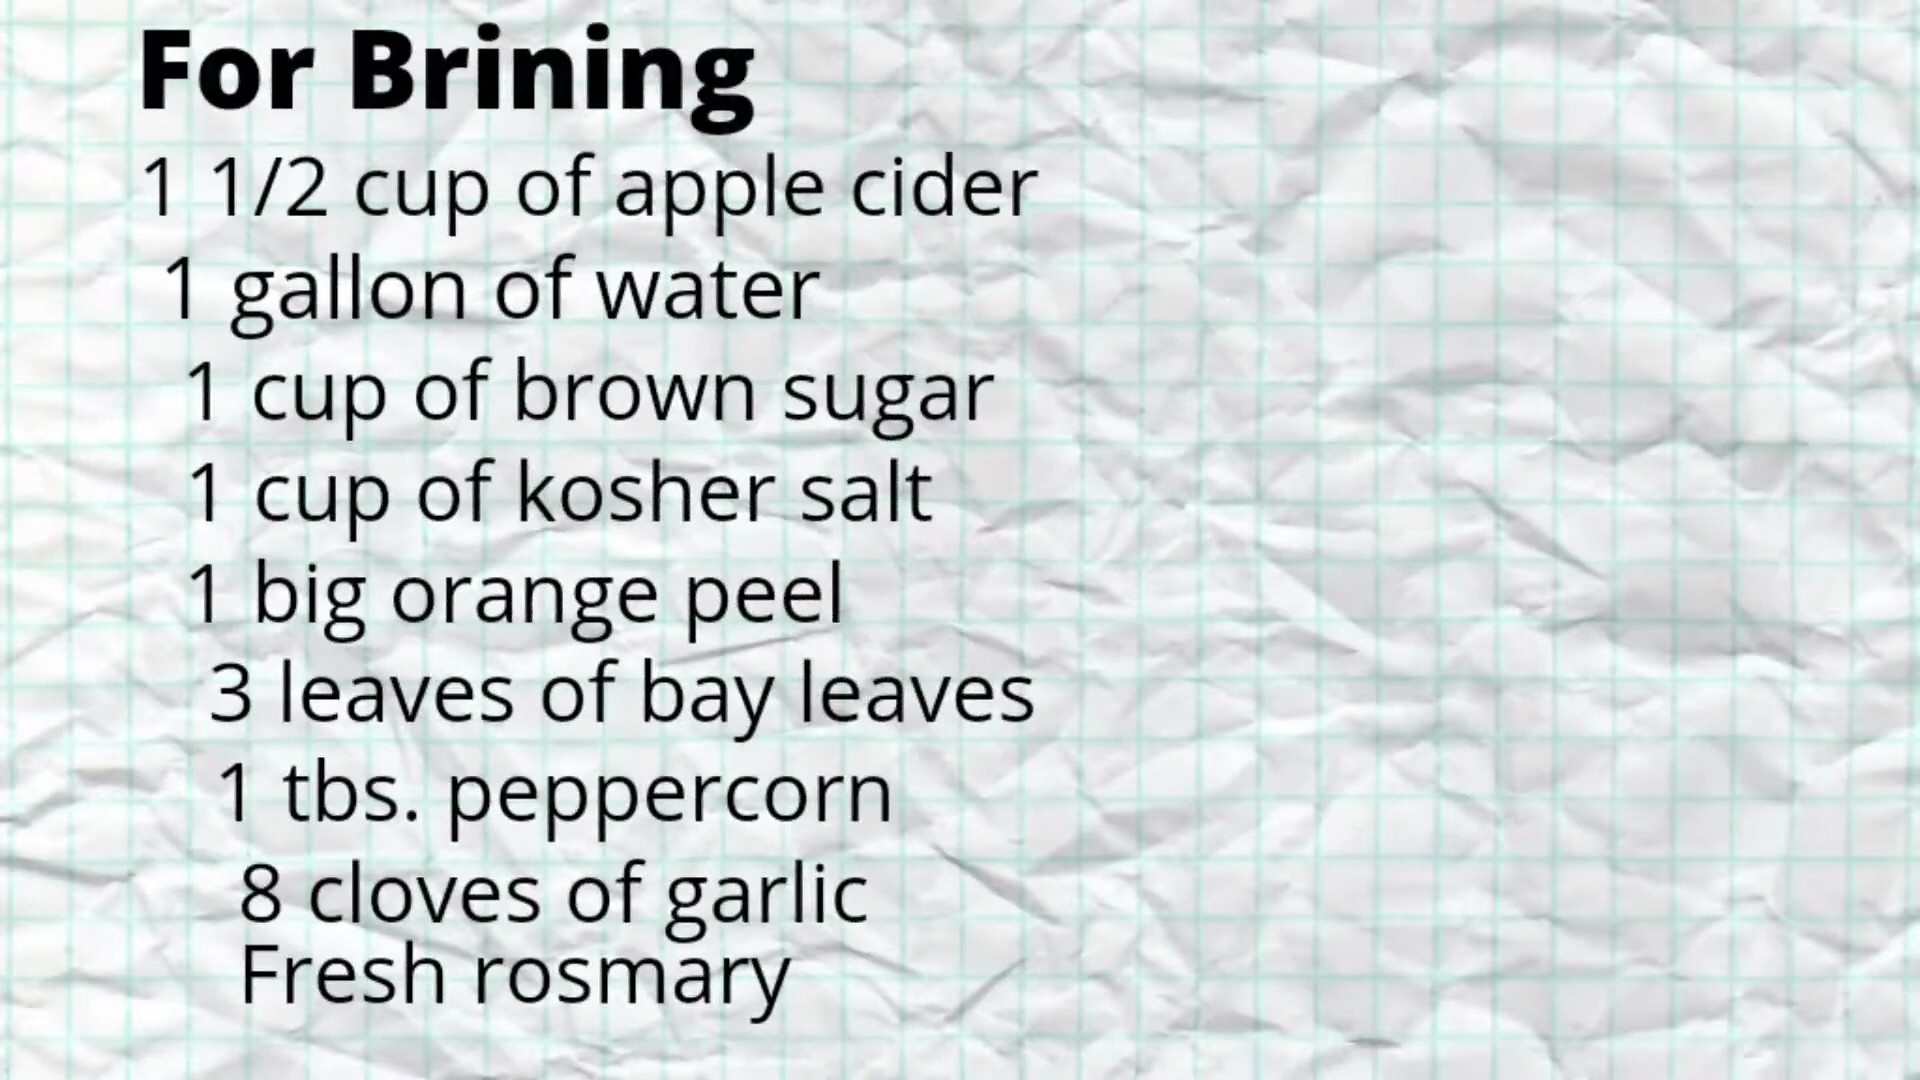 For Brining
1 1/2 cup of apple cider
1 gallon of water
1 cup of brown sugar
1 cup of kosher salt
1 big orange peel
3 leaves of bay leaves
1 tbs. peppercorn
8 cloves of garlic
Fresh rosmary